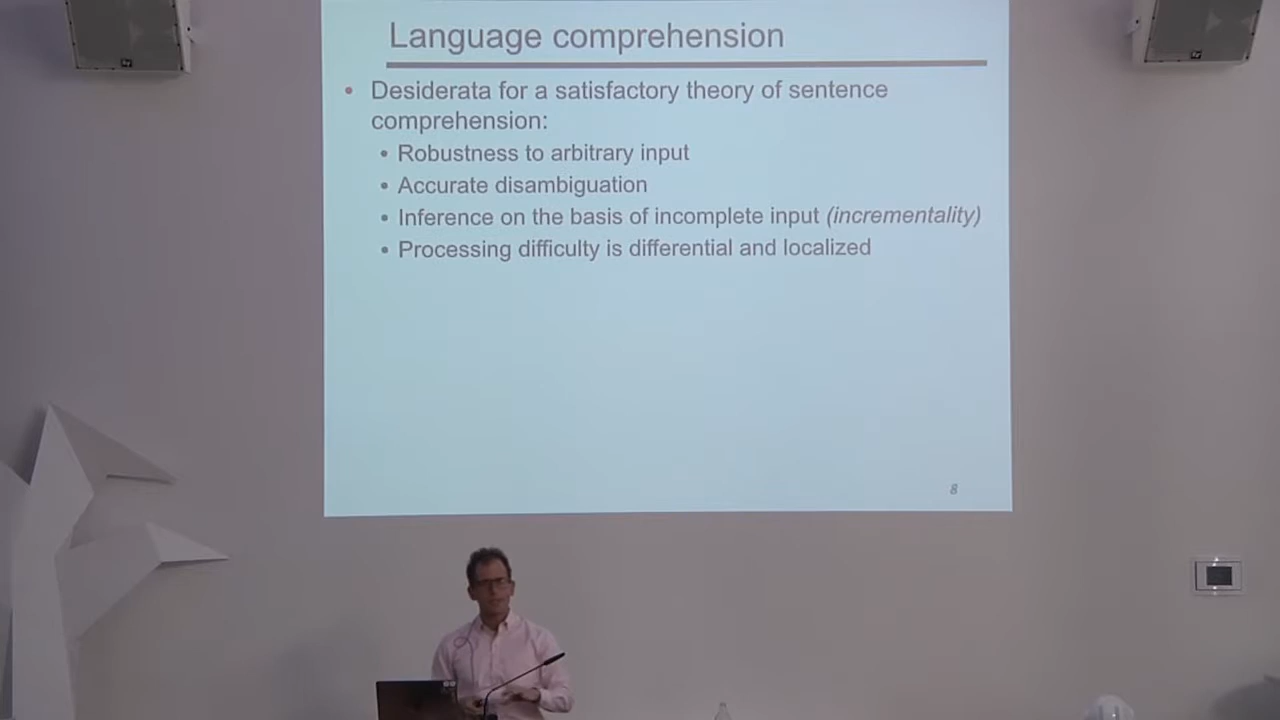 Language comprehension
• Desiderata for a satisfactory theory of sentence
comprehension:
• Robustness to arbitrary input
• Accurate disambiguation
• Inference on the basis of incomplete input (incrementality)
• Processing difficulty is differential and localized
8